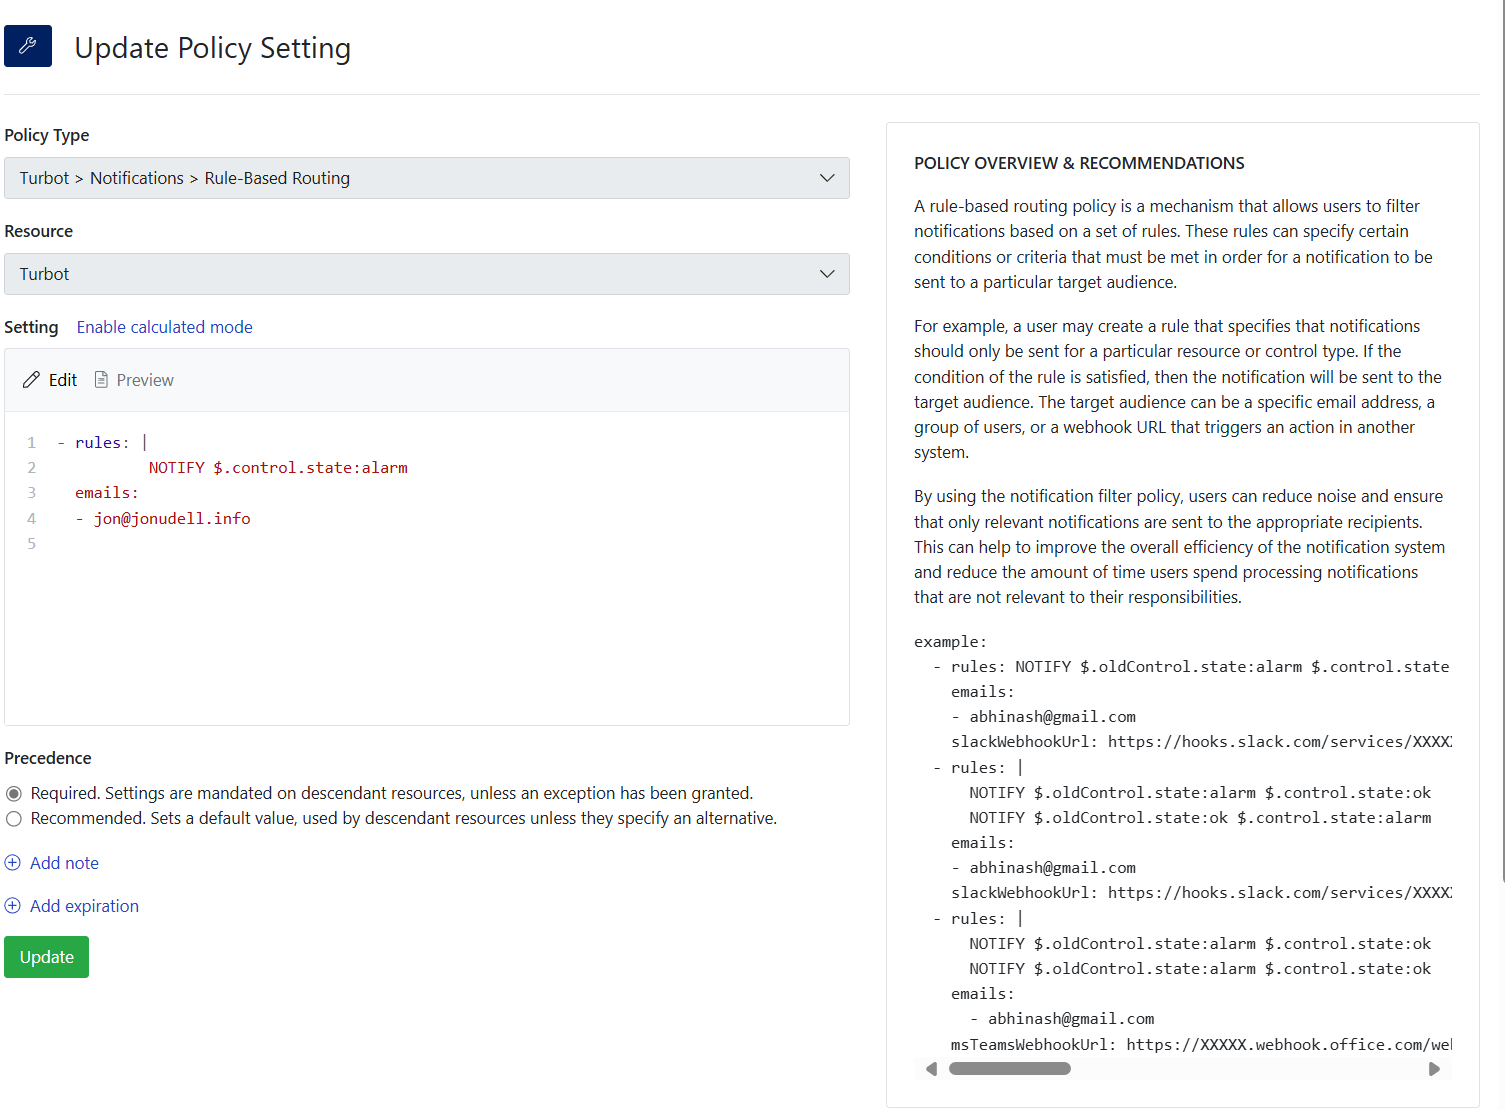 Update Policy Setting
Policy Type
Turbot > Notifications > Rule-Based Routing
Resource
Turbot
Setting Enable calculated mode
Edit Preview
1 - rules: |
2 NOTIFY $.control.state:alarm
3 emails:
4 - jon@jonudell.info
5
Precedence
Required. Settings are mandated on descendant resources, unless an exception has been granted.
Recommended. Sets a default value, used by descendant resources unless they specify an alternative.
Add note
Add expiration
Update
POLICY OVERVIEW & RECOMMENDATIONS
A rule-based routing policy is a mechanism that allows users to filter
notifications based on a set of rules. These rules can specify certain
conditions or criteria that must be met in order for a notification to be
sent to a particular target audience.
For example, a user may create a rule that specifies that notifications
should only be sent for a particular resource or control type. If the
condition of the rule is satisfied, then the notification will be sent to the
target audience. The target audience can be a specific email address, a
group of users, or a webhook URL that triggers an action in another
system.
By using the notification filter policy, users can reduce noise and ensure
that only relevant notifications are sent to the appropriate recipients.
This can help to improve the overall efficiency of the notification system
and reduce the amount of time users spend processing notifications
that are not relevant to their responsibilities.
example:
- rules: NOTIFY $.oldControl.state:alarm $.control.state
emails:
- abhinash@gmail.com
slackWebhookUrl: https://hooks.slack.com/services/XXXX
- rules: |
NOTIFY $.oldControl.state:alarm $.control.state:ok
NOTIFY $.oldControl.state:ok $.control.state:alarm
emails:
- abhinash@gmail.com
slackWebhookUrl: https://hooks.slack.com/services/XXXX
- rules: |
NOTIFY $.oldControl.state:alarm $.control.state:ok
NOTIFY $.oldControl.state:alarm $.control.state:ok
emails:
- abhinash@gmail.com
msTeamsWebhookUrl: https://XXXXX.webhook.office.com/we